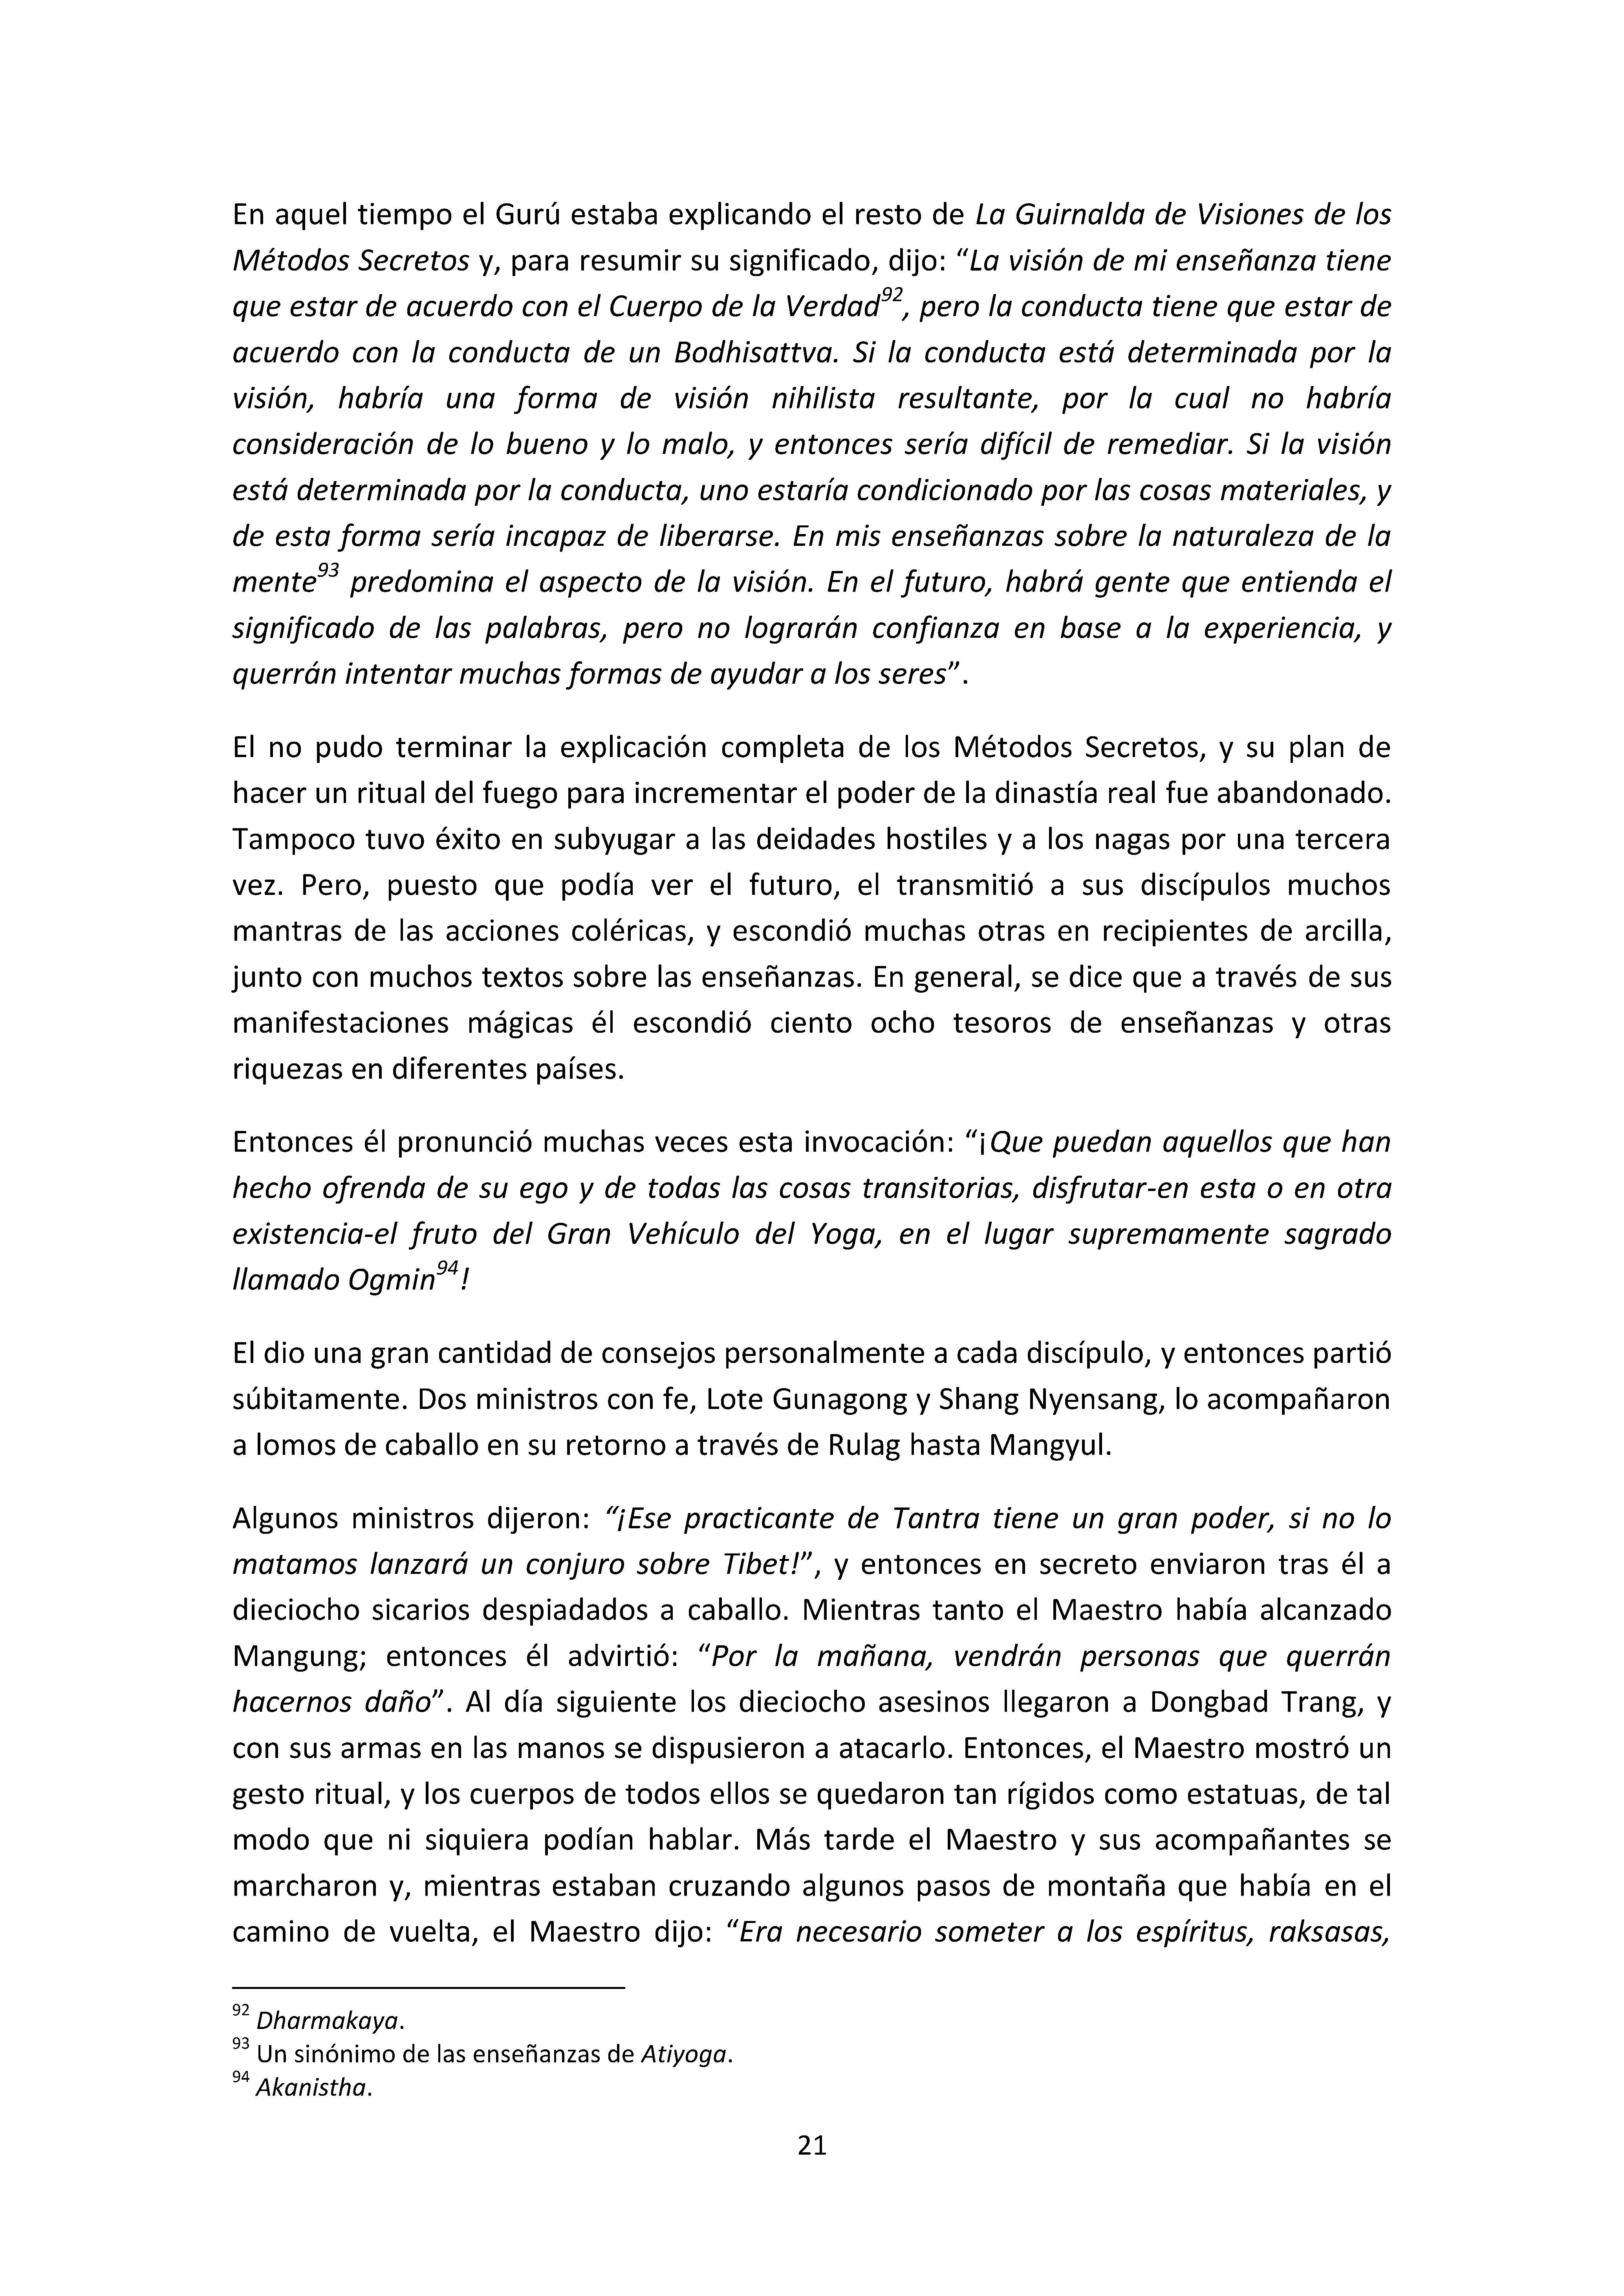 En aquel tiempo el Gurú estaba explicando el resto de La Guirnalda de Visiones de los
Métodos Secretos y, para resumir su significado, dijo: “La visión de mi enseñanza tiene
que estar de acuerdo con el Cuerpo de la Verdad92, pero la conducta tiene que estar de
acuerdo con la conducta de un Bodhisattva. Si la conducta está determinada por la
visión, habría una forma de visión nihilista resultante, por la cual no habría
consideración de lo bueno y lo malo, y entonces sería difícil de remediar. Si la visión
está determinada por la conducta, uno estaría condicionado por las cosas materiales, y
de esta forma sería incapaz de liberarse. En mis enseñanzas sobre la naturaleza de la
mente93 predomina el aspecto de la visión. En el futuro, habrá gente que entienda el
significado de las palabras, pero no lograrán confianza en base a la experiencia, y
querrán intentar muchas formas de ayudar a los seres”.
El no pudo terminar la explicación completa de los Métodos Secretos, y su plan de
hacer un ritual del fuego para incrementar el poder de la dinastía real fue abandonado.
Tampoco tuvo éxito en subyugar a las deidades hostiles y a los nagas por una tercera
vez. Pero, puesto que podía ver el futuro, el transmitió a sus discípulos muchos
mantras de las acciones coléricas, y escondió muchas otras en recipientes de arcilla,
junto con muchos textos sobre las enseñanzas. En general, se dice que a través de sus
manifestaciones mágicas él escondió ciento ocho tesoros de enseñanzas y otras
riquezas en diferentes países.
Entonces él pronunció muchas veces esta invocación: “¡Que puedan aquellos que han
hecho ofrenda de su ego y de todas las cosas transitorias, disfrutar-en esta o en otra
existencia-el fruto del Gran Vehículo del Yoga, en el lugar supremamente sagrado
llamado Ogmin94!
El dio una gran cantidad de consejos personalmente a cada discípulo, y entonces partió
súbitamente. Dos ministros con fe, Lote Gunagong y Shang Nyensang, lo acompañaron
a lomos de caballo en su retorno a través de Rulag hasta Mangyul.
Algunos ministros dijeron: “¡Ese practicante de Tantra tiene un gran poder, si no lo
matamos lanzará un conjuro sobre Tibet!”, y entonces en secreto enviaron tras él a
dieciocho sicarios despiadados a caballo. Mientras tanto el Maestro había alcanzado
Mangung; entonces él advirtió: “Por la mañana, vendrán personas que querrán
hacernos daño”. Al día siguiente los dieciocho asesinos llegaron a Dongbad Trang, y
con sus armas en las manos se dispusieron a atacarlo. Entonces, el Maestro mostró un
gesto ritual, y los cuerpos de todos ellos se quedaron tan rígidos como estatuas, de tal
modo que ni siquiera podían hablar. Más tarde el Maestro y sus acompañantes se
marcharon y, mientras estaban cruzando algunos pasos de montaña que había en el
camino de vuelta, el Maestro dijo: “Era necesario someter a los espíritus, raksasas,
92 Dharmakaya.
93 Un sinónimo de las enseñanzas de Atiyoga.
94 Akanistha.
21